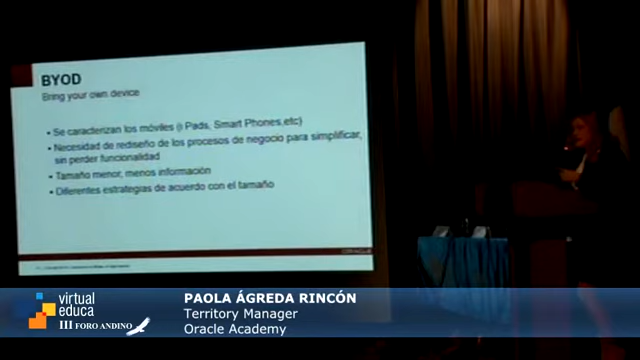 BYOD
Bring your own device
• Se caracterizan los móviles (i Pads, Smart Phones,etc)
• Necesidad de rediseño de los procesos de negocio para simplificar,
sin perder funcionalidad
• Tamaño menor, menos información
• Diferentes estrategias de acuerdo con el tamaño
ORACLE
virtual
educa
III FORO ANDINO
PAOLA ÁGREDA RINCÓN
Territory Manager
Oracle Academy